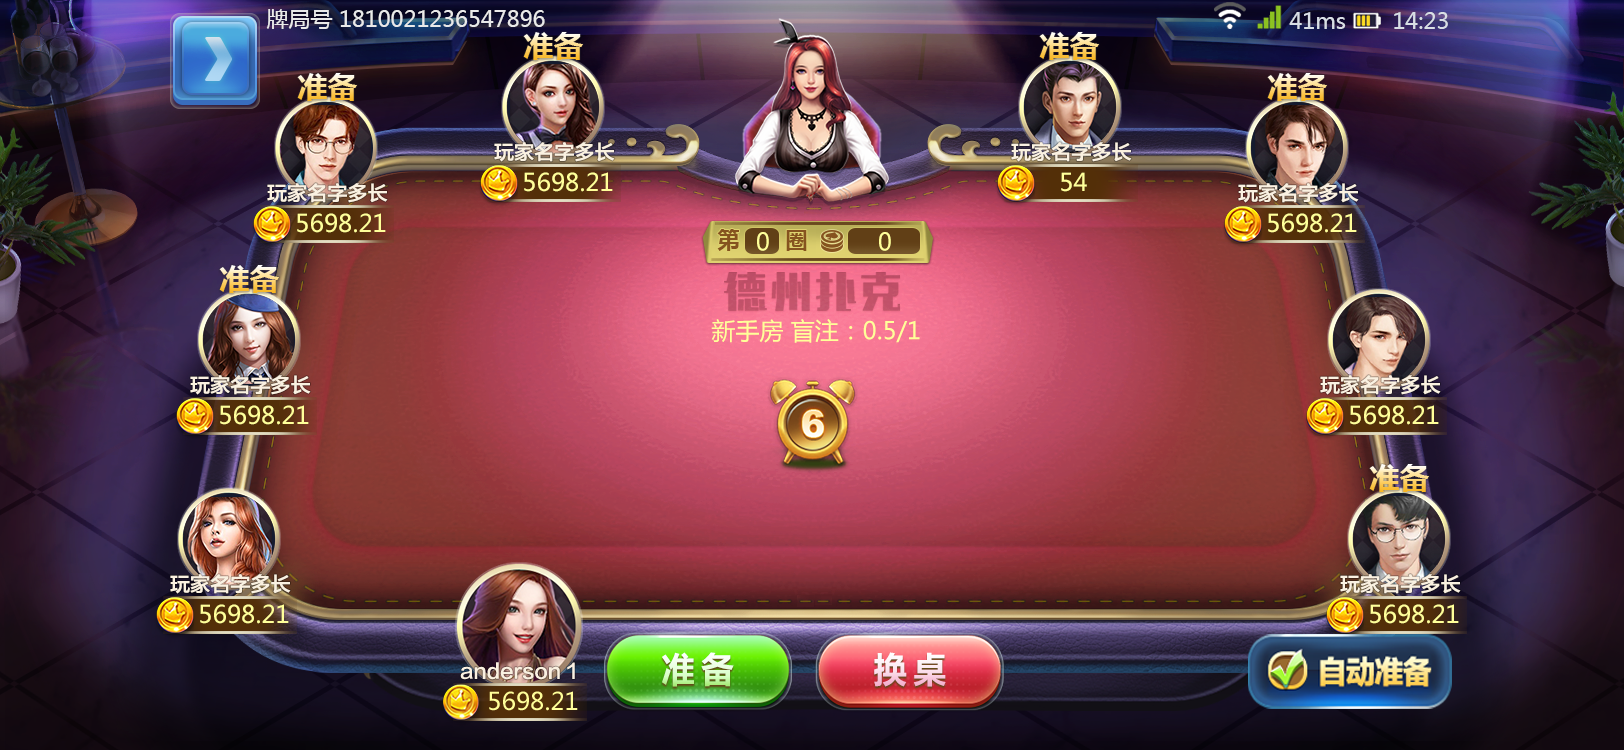 牌局号 1810021236547896
41ms
14:23
准备
玩家名字多长
5698.21
准备
玩家名字多长
54
准备
玩家名字多长
5698.21
准备
玩家名字多长
5698.21
第 0 圈 0
德州扑克
新手房 盲注：0.5/1
准备
玩家名字多长
5698.21
玩家名字多长
5698.21
6
准备
玩家名字多长
5698.21
玩家名字多长
5698.21
anderson 1
5698.21
准备
换桌
自动准备